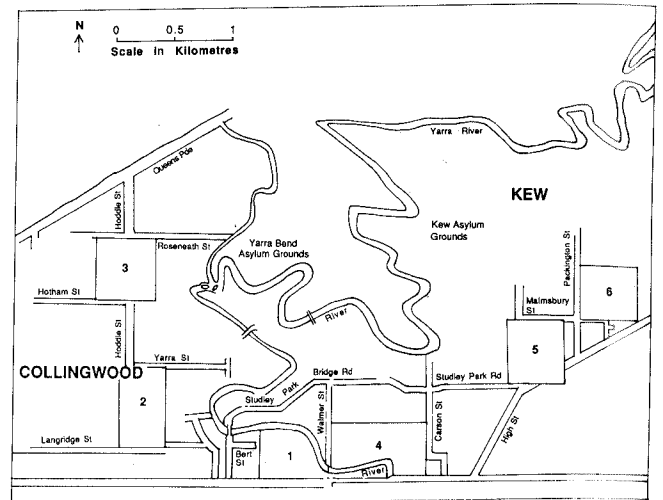 N
0 0.5 1
Scale in Kilometres
Yarra River
Queens Pde
Hoddle St
KEW
Kew Asylum
Grounds
Roseneath St
Yarra Bend
Asylum Grounds
Packington St
3
6
Hotham St
Malmsbury
St
River
Hoddle St
5
Yarra St
COLLINGWOOD
Bridge Rd
Studley Park Rd
Park
Studley
2
Walmer St
Carson St
High St
Langridge St
Bert
St
1
4
River